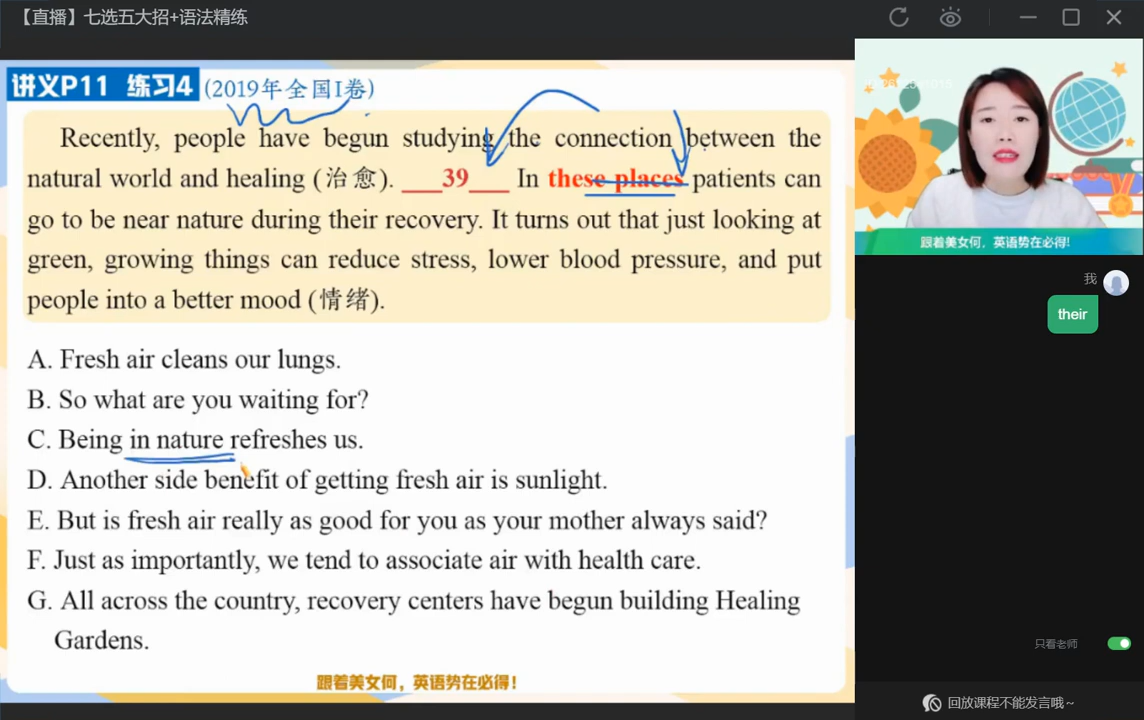 【直播】七选五大招+语法精练
讲义P11 练习4 (2019年全国I卷)
Recently, people have begun studying the connection between the
natural world and healing (治愈). ___39___ In these places patients can
go to be near nature during their recovery. It turns out that just looking at
green, growing things can reduce stress, lower blood pressure, and put
people into a better mood (情绪).
A. Fresh air cleans our lungs.
B. So what are you waiting for?
C. Being in nature refreshes us.
D. Another side benefit of getting fresh air is sunlight.
E. But is fresh air really as good for you as your mother always said?
F. Just as importantly, we tend to associate air with health care.
G. All across the country, recovery centers have begun building Healing
Gardens.
跟着美女何，英语势在必得!
跟着美女何，英语势在必得!
我
their
只看老师
回放课程不能发言哦~